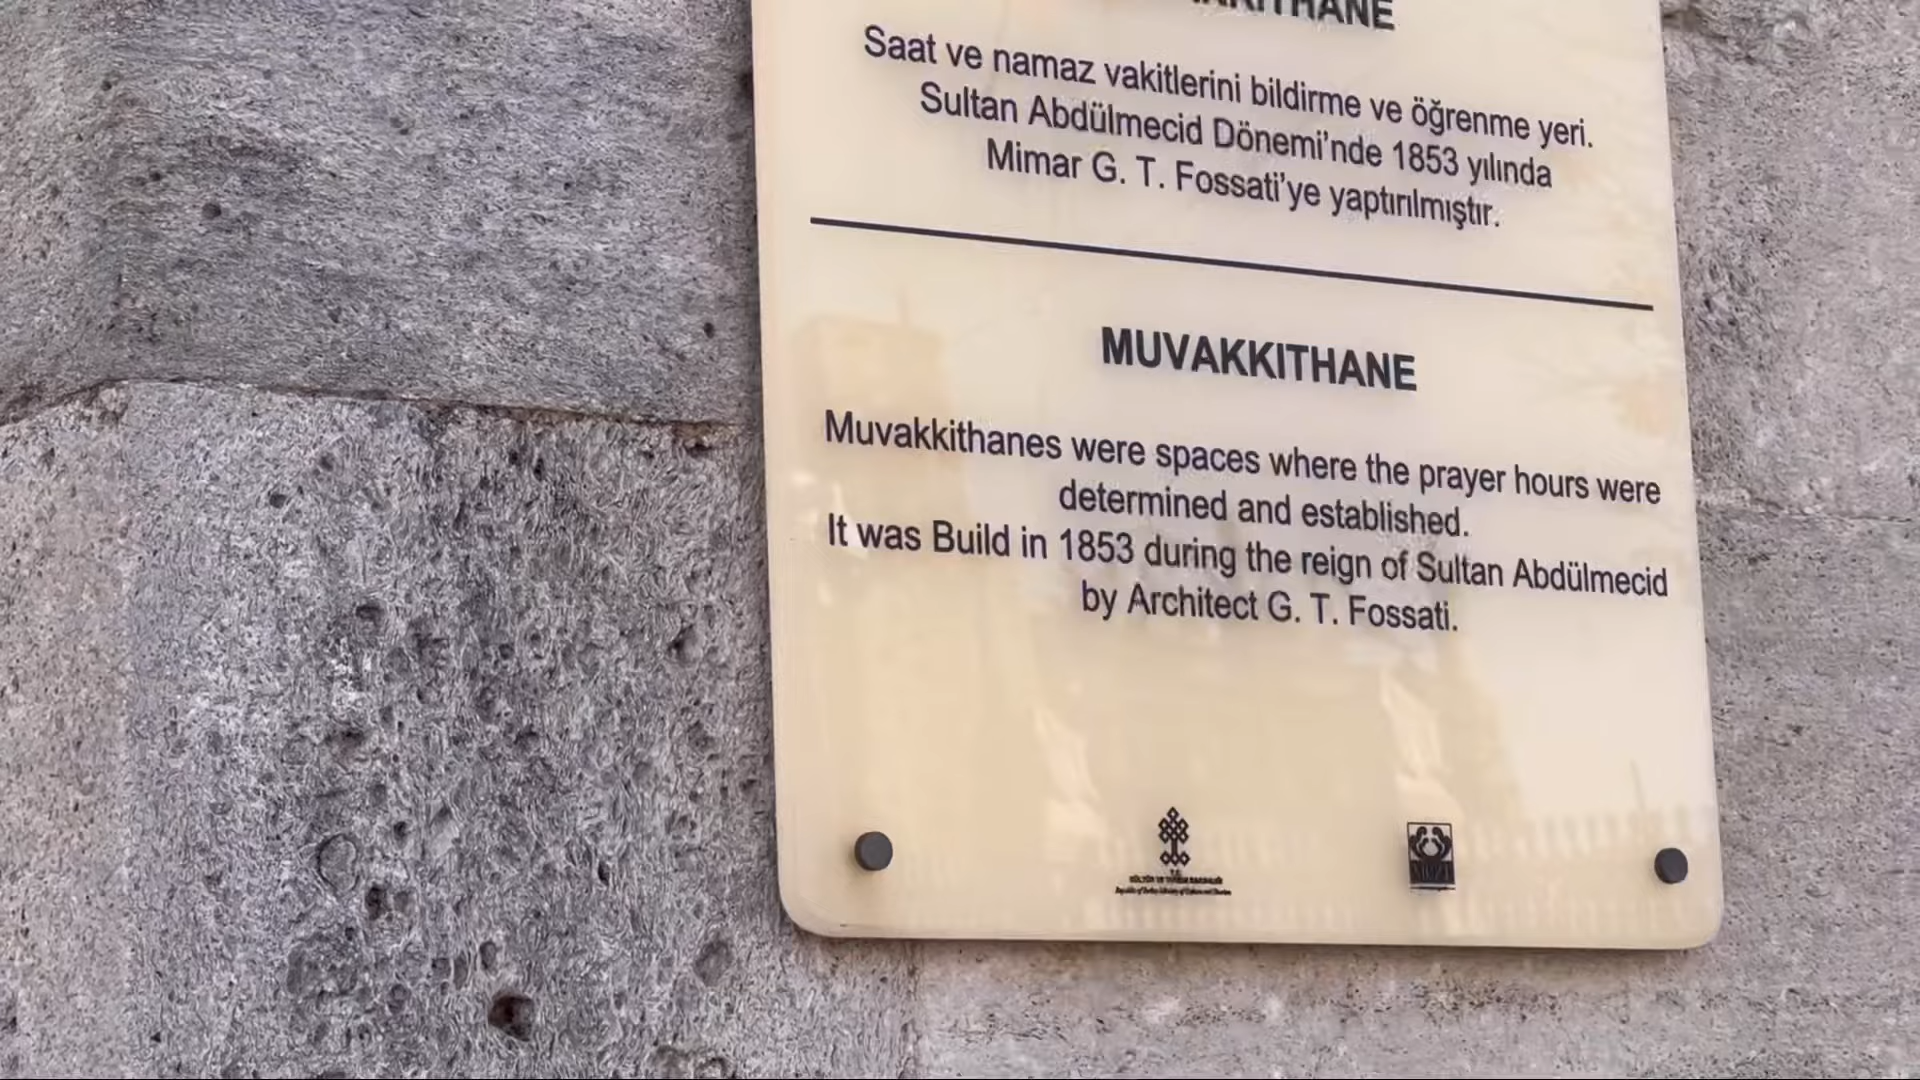 Saat ve namaz vakitlerini bildirme ve öğrenme yeri.
Sultan Abdülmecid Dönemi'nde 1853 yılında
Mimar G. T. Fossati'ye yaptırılmıştır.
MUVAKKITHANE
Muvakkithanes were spaces where the prayer hours were
determined and established.
It was Build in 1853 during the reign of Sultan Abdülmecid
by Architect G. T. Fossati.